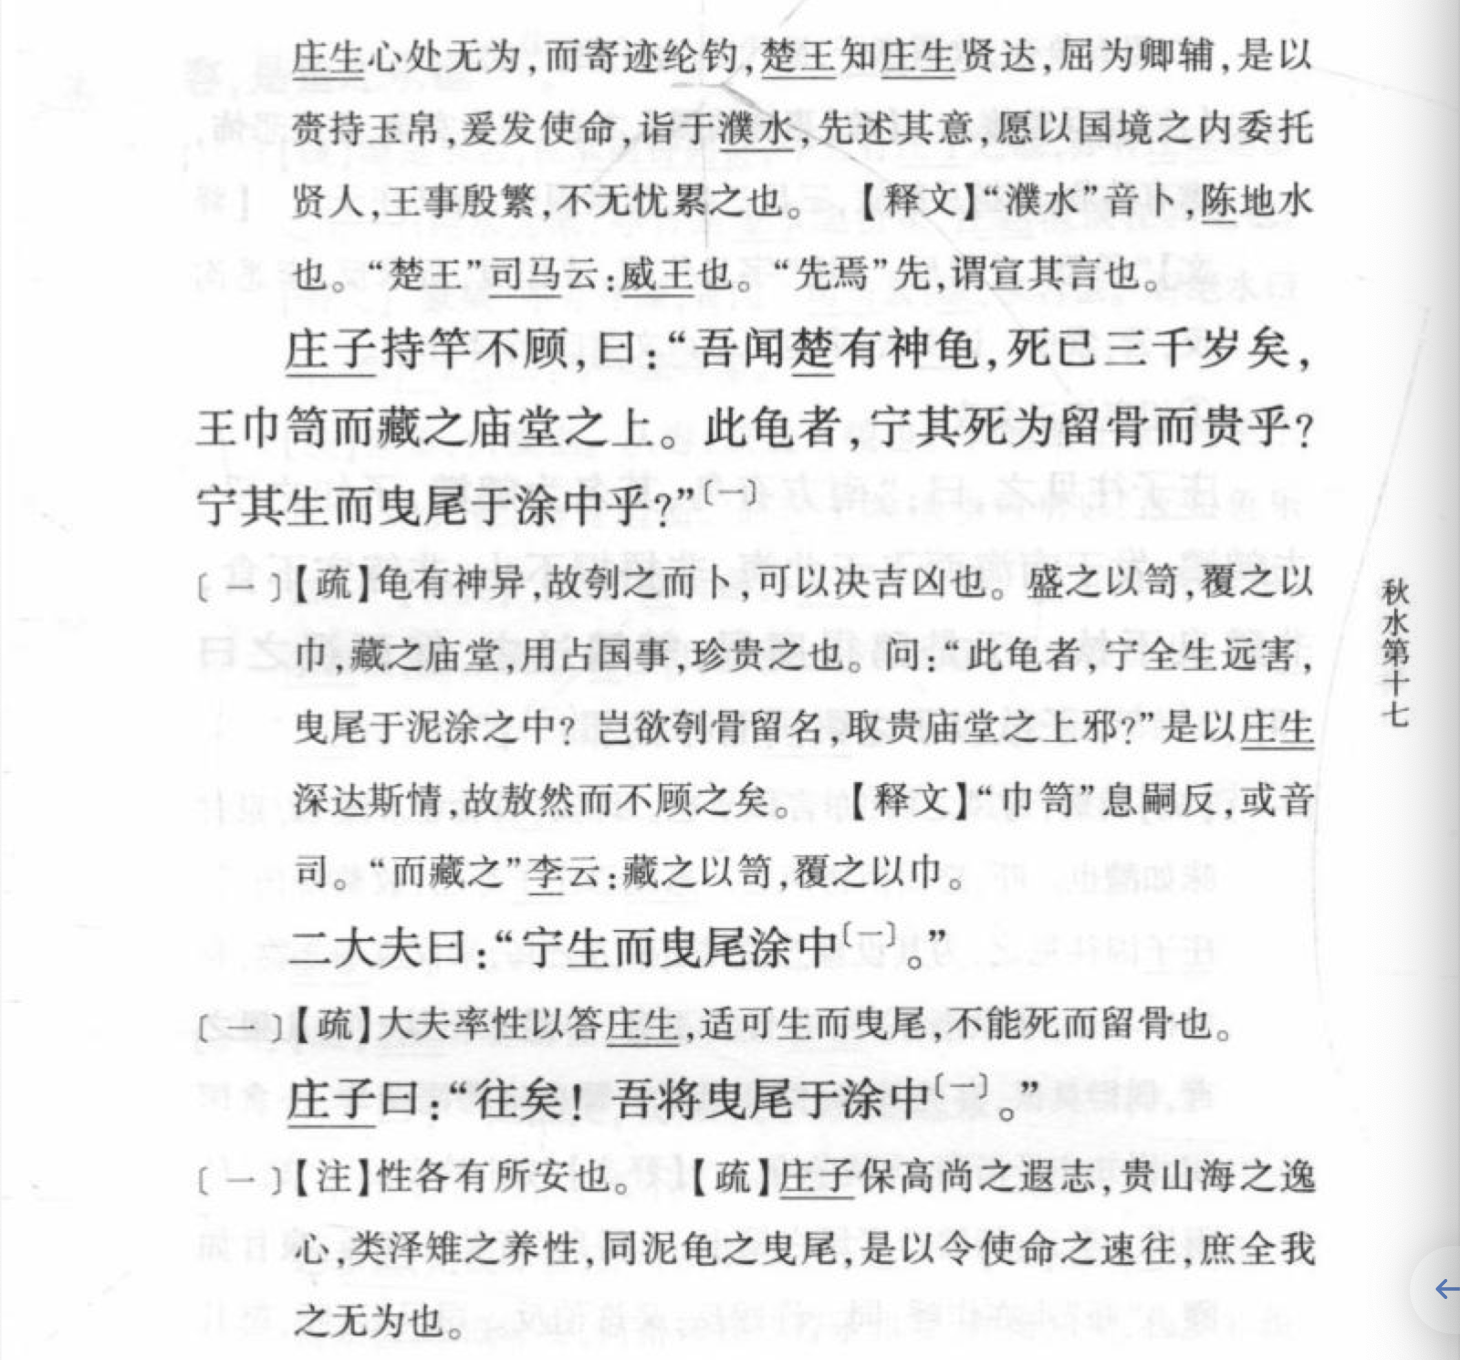 庄生心处无为,而寄迹纶钓,楚王知庄生贤达,屈为卿辅,是以
赍持玉帛,爰发使命,诣于濮水,先述其意,愿以国境之内委托
贤人,王事殷繁,不无忧累之也。 【释文】“濮水”音卜,陈地水
也。“楚王”司马云:威王也。“先焉”先,谓宣其言也。
庄子持竿不顾,曰:“吾闻楚有神龟,死已三千岁矣,
王巾笥而藏之庙堂之上。此龟者,宁其死为留骨而贵乎?
宁其生而曳尾于涂中乎?”〔一〕
〔一〕【疏】龟有神异,故刳之而卜,可以决吉凶也。盛之以笥,覆之以
巾,藏之庙堂,用占国事,珍贵之也。问:“此龟者,宁全生远害,
曳尾于泥涂之中?岂欲刳骨留名,取贵庙堂之上邪?”是以庄生
深达斯情,故敖然而不顾之矣。 【释文】“巾笥”息嗣反,或音
司。“而藏之”李云:藏之以笥,覆之以巾。
二大夫曰:“宁生而曳尾涂中〔一〕。”
〔一〕【疏】大夫率性以答庄生,适可生而曳尾,不能死而留骨也。
庄子曰:“往矣!吾将曳尾于涂中〔一〕。”
〔一〕【注】性各有所安也。 【疏】庄子保高尚之遐志,贵山海之逸
心,类泽雉之养性,同泥龟之曳尾,是以令使命之速往,庶全我
之无为也。
秋水第十七